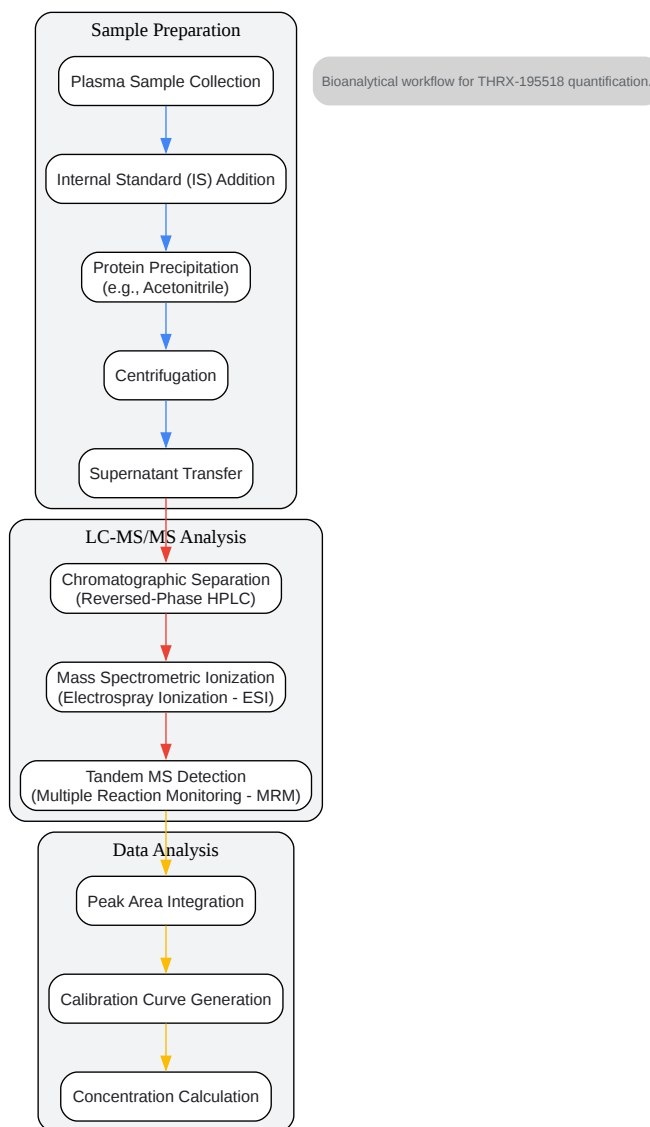 Sample Preparation
Plasma Sample Collection
Bioanalytical workflow for THRX-195518 quantification.
Internal Standard (IS) Addition
Protein Precipitation
(e.g., Acetonitrile)
Centrifugation
Supernatant Transfer
LC-MS/MS Analysis
Chromatographic Separation
(Reversed-Phase HPLC)
Mass Spectrometric Ionization
(Electrospray Ionization - ESI)
Tandem MS Detection
(Multiple Reaction Monitoring - MRM)
Data Analysis
Peak Area Integration
Calibration Curve Generation
Concentration Calculation